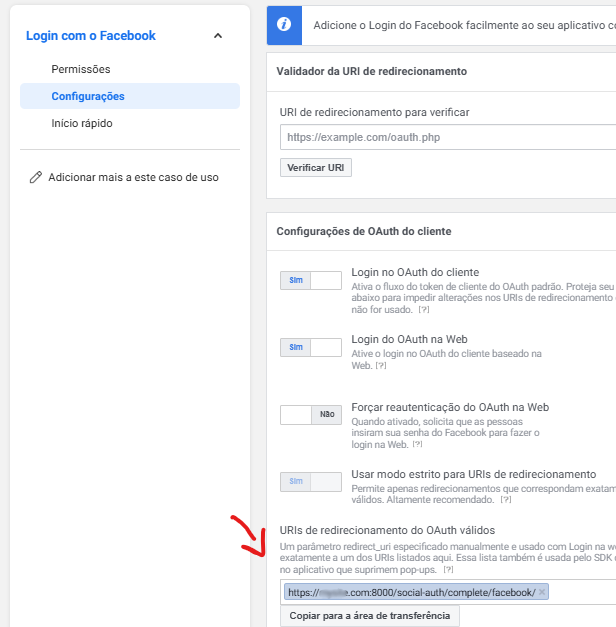 Login com o Facebook
Permissões
Configurações
Início rápido
Adicionar mais a este caso de uso
Adicione o Login do Facebook facilmente ao seu aplicativo
Validador da URI de redirecionamento
URI de redirecionamento para verificar
https://example.com/oauth.php
Verificar URI
Configurações de OAuth do cliente
Sim
Login no OAuth do cliente
Ativa o fluxo do token de cliente do OAuth padrão. Proteja seu
abaixo para impedir alterações nos URIs de redirecionamento
não for usado. [?]
Sim
Login do OAuth na Web
Ative o login no OAuth do cliente baseado na
Web. [?]
Não
Forçar reautenticação do OAuth na Web
Quando ativado, solicita que as pessoas
insiram sua senha do Facebook para fazer o
login na Web. [?]
Sim
Usar modo estrito para URIs de redirecionamento
Permite apenas redirecionamentos que correspondam exatam
válidos. Altamente recomendado. [?]
URIs de redirecionamento do OAuth válidos
Um parâmetro redirect_uri especificado manualmente e usado com Login na w
exatamente a um dos URIs listados aqui. Essa lista também é usada pelo SDK
no aplicativo que suprimem pop-ups. [?]
https:// .com:8000/social-auth/complete/facebook/ ×
Copiar para a área de transferência